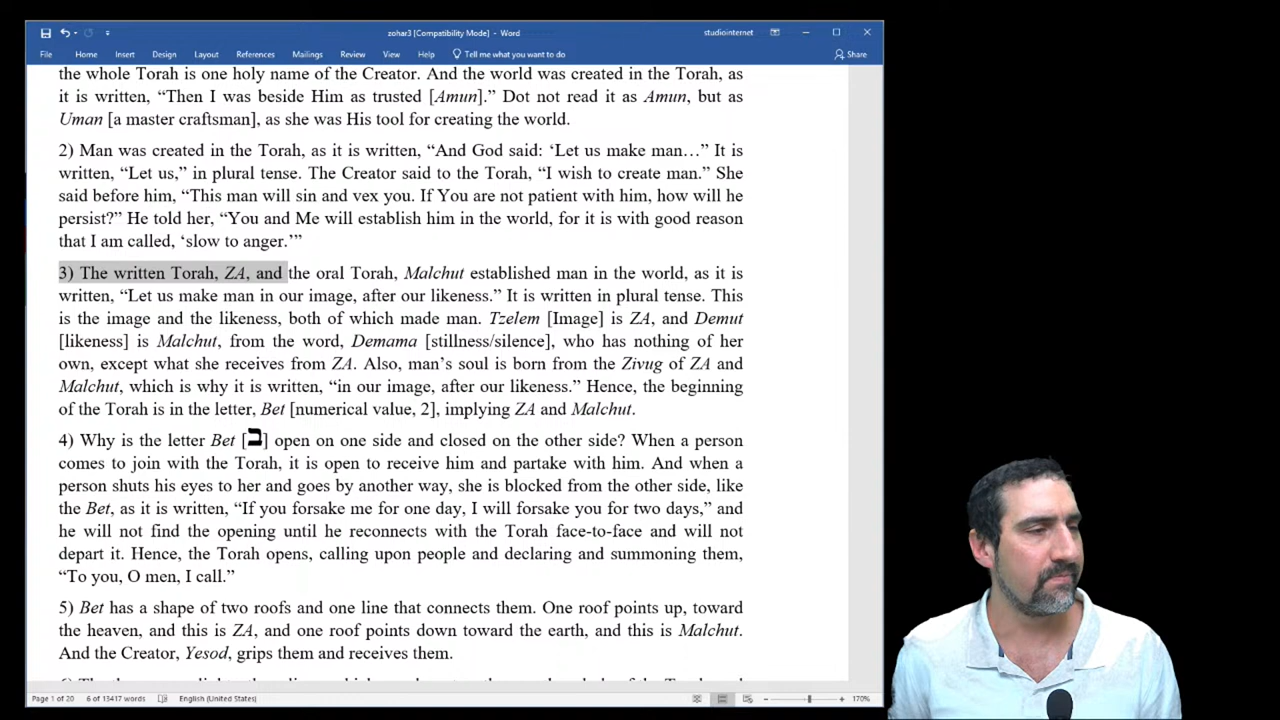 zohar3 [Compatibility Mode] - Word
studiointernet
File Home Insert Design Layout References Mailings Review View Help Tell me what you want to do Share
the whole Torah is one holy name of the Creator. And the world was created in the Torah, as
it is written, “Then I was beside Him as trusted [Amun].” Dot not read it as Amun, but as
Uman [a master craftsman], as she was His tool for creating the world.
2) Man was created in the Torah, as it is written, “And God said: ‘Let us make man…” It is
written, “Let us,” in plural tense. The Creator said to the Torah, “I wish to create man.” She
said before him, “This man will sin and vex you. If You are not patient with him, how will he
persist?” He told her, “You and Me will establish him in the world, for it is with good reason
that I am called, ‘slow to anger.’”
3) The written Torah, ZA, and the oral Torah, Malchut established man in the world, as it is
written, “Let us make man in our image, after our likeness.” It is written in plural tense. This
is the image and the likeness, both of which made man. Tzelem [Image] is ZA, and Demut
[likeness] is Malchut, from the word, Demama [stillness/silence], who has nothing of her
own, except what she receives from ZA. Also, man’s soul is born from the Zivug of ZA and
Malchut, which is why it is written, “in our image, after our likeness.” Hence, the beginning
of the Torah is in the letter, Bet [numerical value, 2], implying ZA and Malchut.
4) Why is the letter Bet [ב] open on one side and closed on the other side? When a person
comes to join with the Torah, it is open to receive him and partake with him. And when a
person shuts his eyes to her and goes by another way, she is blocked from the other side, like
the Bet, as it is written, “If you forsake me for one day, I will forsake you for two days,” and
he will not find the opening until he reconnects with the Torah face-to-face and will not
depart it. Hence, the Torah opens, calling upon people and declaring and summoning them,
“To you, O men, I call.”
5) Bet has a shape of two roofs and one line that connects them. One roof points up, toward
the heaven, and this is ZA, and one roof points down toward the earth, and this is Malchut.
And the Creator, Yesod, grips them and receives them.
Page 1 of 20 6 of 13417 words English (United States) 170%